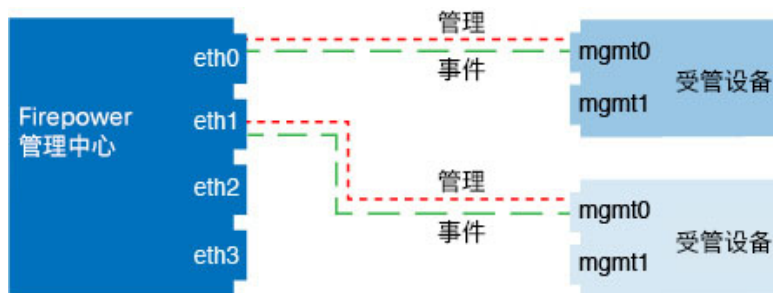 Firepower
管理中心
eth0
eth1
eth2
eth3
管理
事件
管理
事件
mgmt0
mgmt1
受管设备
mgmt0
mgmt1
受管设备